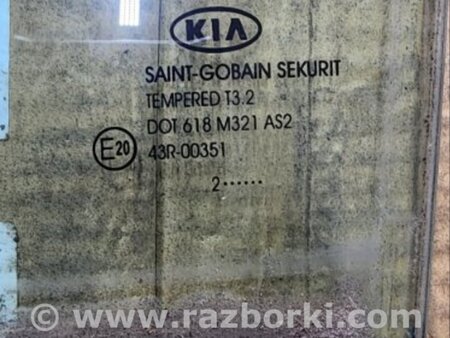 KIA
SAINT-GOBAIN SEKURIT
TEMPERED T3.2
DOT 618 M321 AS2
E20
43R-00351
2······
© www.razborki.com